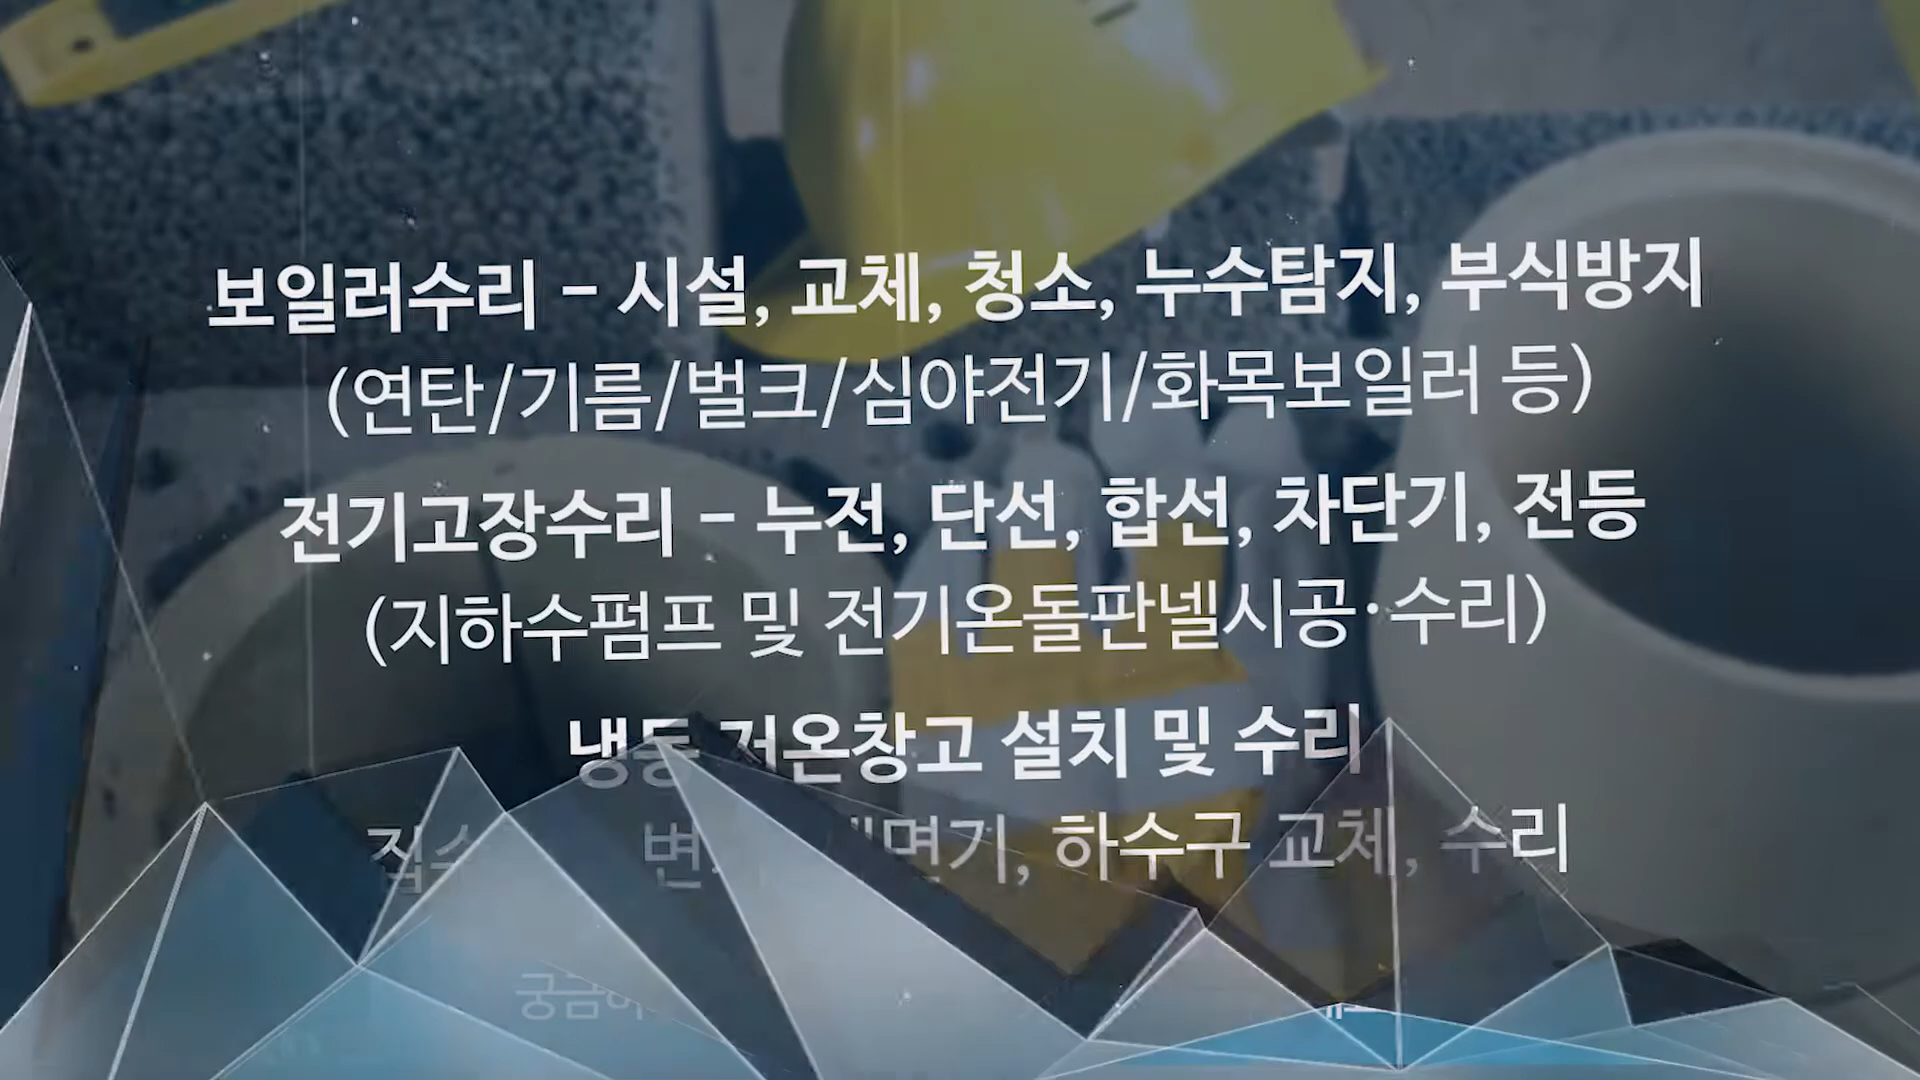 보일러수리 - 시설, 교체, 청소, 누수탐지, 부식방지
(연탄/기름/벌크/심야전기/화목보일러 등)
전기고장수리 - 누전, 단선, 합선, 차단기, 전등
(지하수펌프 및 전기온돌판넬시공·수리)
냉동 저온창고 설치 및 수리
하수구 교체, 수리